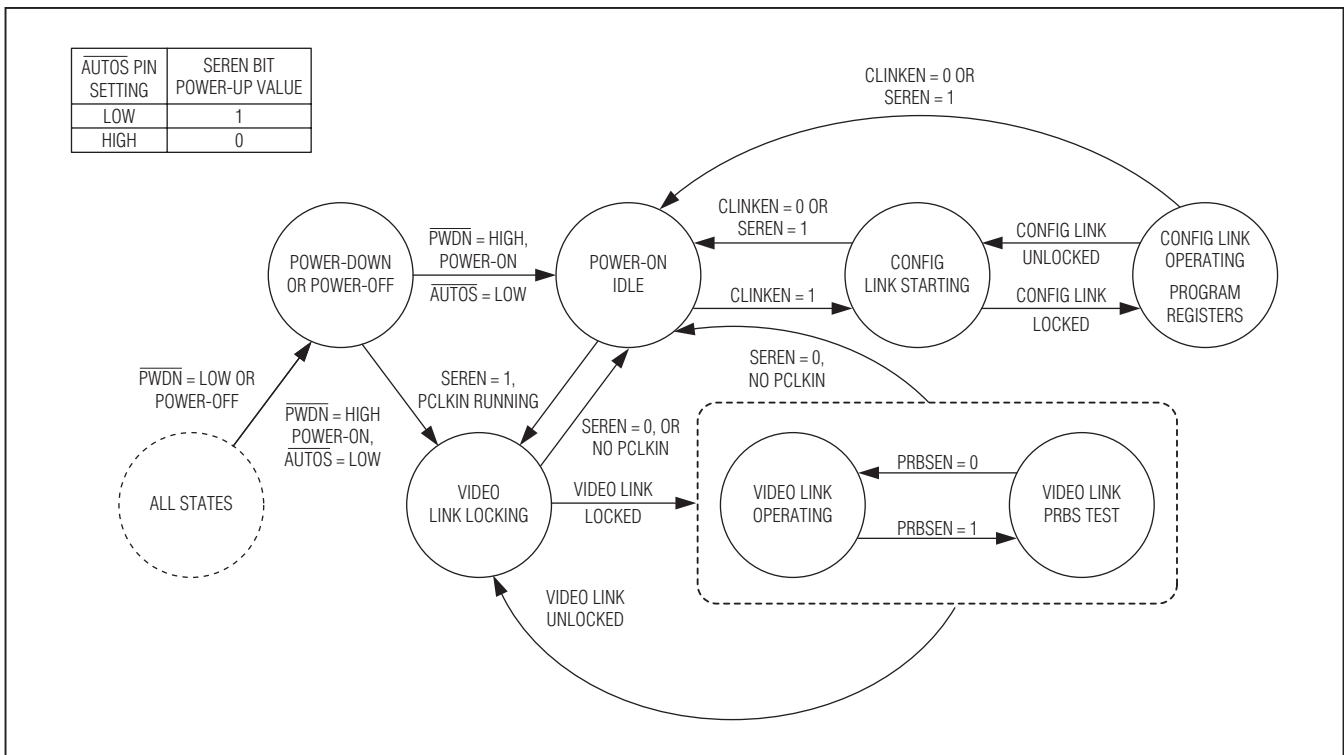 AUTOS PIN SETTING
SEREN BIT POWER-UP VALUE
LOW 1
HIGH 0
CLINKEN = 0 OR
SEREN = 1
POWER-DOWN
OR POWER-OFF
PWDN = HIGH,
POWER-ON
AUTOS = LOW
POWER-ON
IDLE
CLINKEN = 0 OR
SEREN = 1
CLINKEN = 1
CONFIG
LINK STARTING
CONFIG LINK
UNLOCKED
CONFIG LINK
LOCKED
CONFIG LINK
OPERATING
PROGRAM
REGISTERS
PWDN = LOW OR
POWER-OFF
PWDN = HIGH
POWER-ON,
AUTOS = LOW
SEREN = 1,
PCLKIN RUNNING
SEREN = 0, OR
NO PCLKIN
SEREN = 0,
NO PCLKIN
ALL STATES
VIDEO
LINK LOCKING
VIDEO LINK
LOCKED
VIDEO LINK
OPERATING
PRBSEN = 0
PRBSEN = 1
VIDEO LINK
PRBS TEST
VIDEO LINK
UNLOCKED